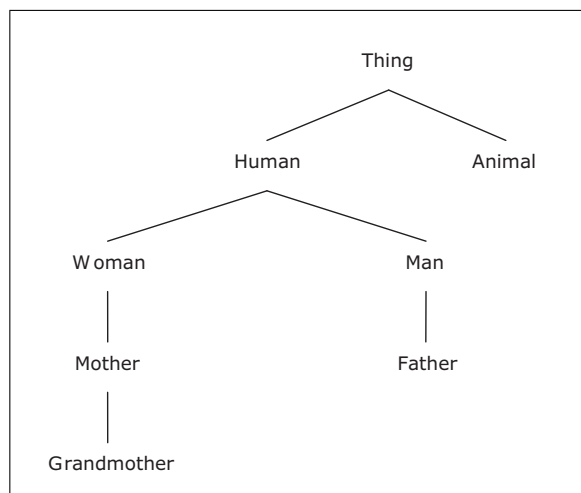 Thing
Human Animal
Woman Man
Mother Father
Grandmother